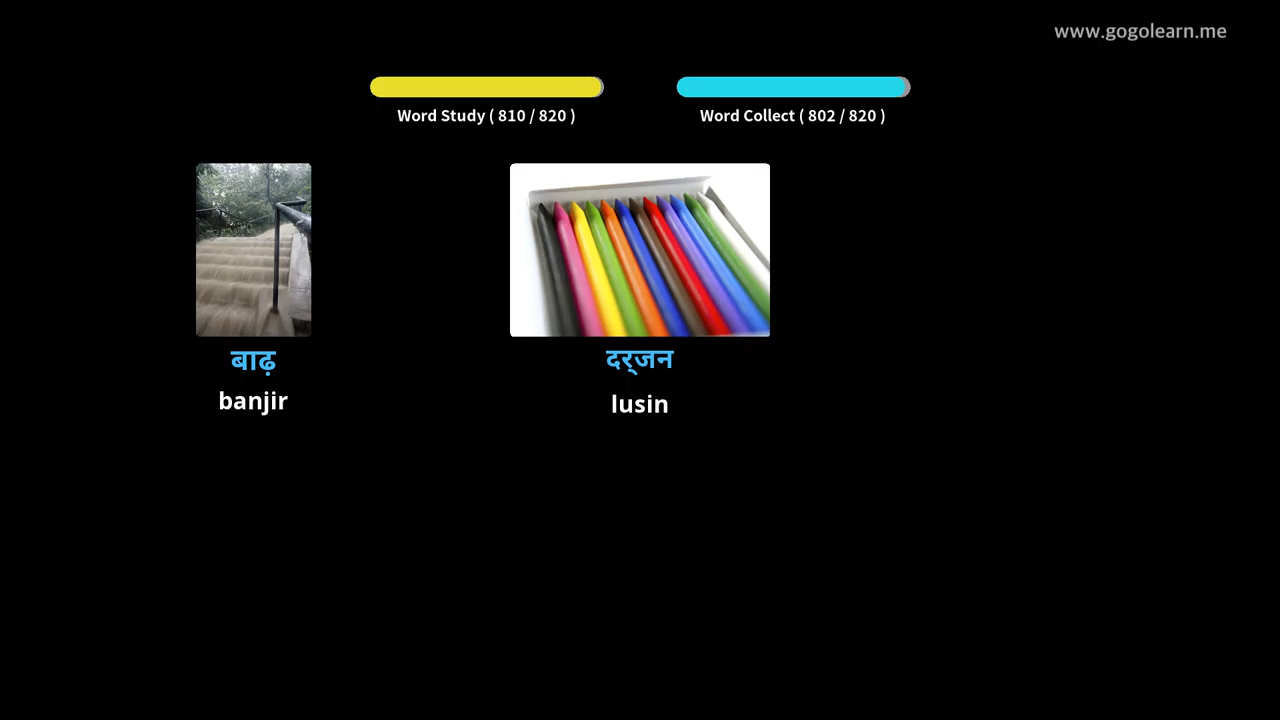 www.gogolearn.me
Word Study ( 810 / 820 )
Word Collect ( 802 / 820 )
बाढ़
दर्जन
banjir
lusin